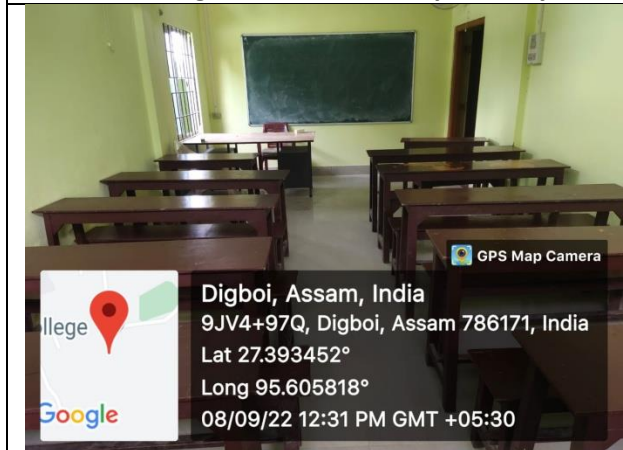 GPS Map Camera
llege
Google
Digboi, Assam, India
9JV4+97Q, Digboi, Assam 786171, India
Lat 27.393452°
Long 95.605818°
08/09/22 12:31 PM GMT +05:30